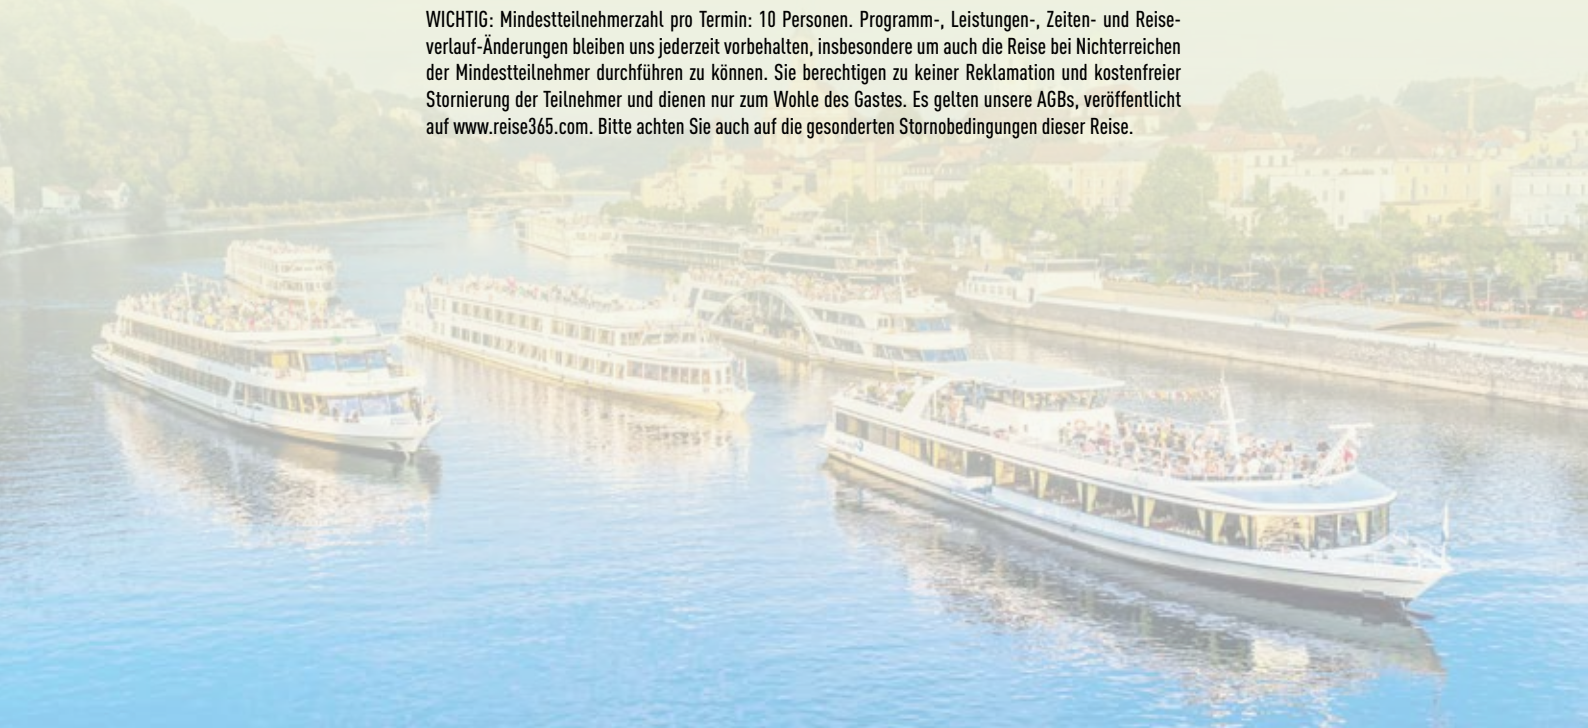 WICHTIG: Mindestteilnehmerzahl pro Termin: 10 Personen. Programm-, Leistungen-, Zeiten- und Reise-
verlauf-Änderungen bleiben uns jederzeit vorbehalten, insbesondere um auch die Reise bei Nichterreichen
der Mindestteilnehmer durchführen zu können. Sie berechtigen zu keiner Reklamation und kostenfreier
Stornierung der Teilnehmer und dienen nur zum Wohle des Gastes. Es gelten unsere AGBs, veröffentlicht
auf www.reise365.com. Bitte achten Sie auch auf die gesonderten Stornobedingungen dieser Reise.